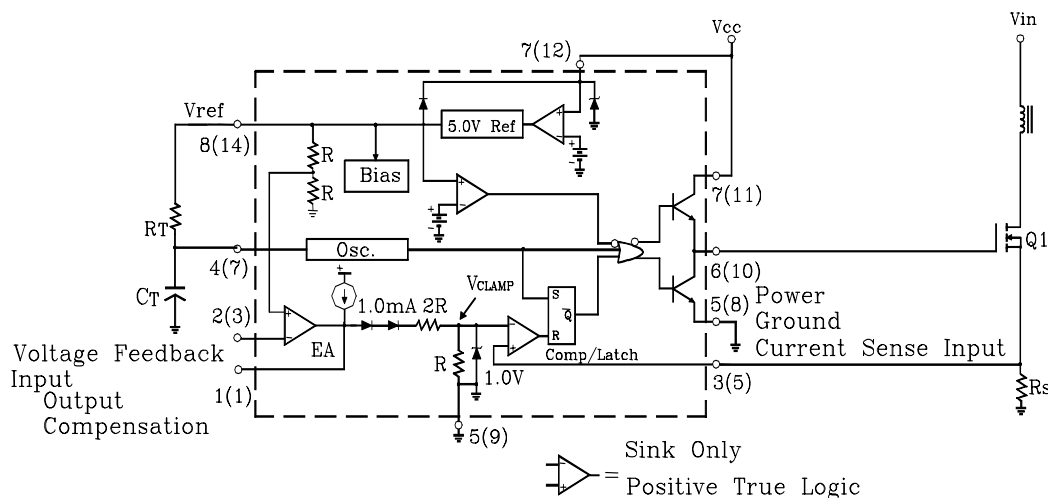 Vcc
Vin
7(12)
Vref
8(14)
5.0V Ref
R
Bias
R
7(11)
RT
Osc.
Q1
4(7)
6(10)
CT
1.0mA 2R
VCLAMP
S
Q
R
5(8) Power
Ground
2(3)
EA
Comp/Latch
Current Sense Input
Voltage Feedback
Input
R
1.0V
3(5)
Rs
1(1)
Output
Compensation
5(9)
Sink Only
=
Positive True Logic